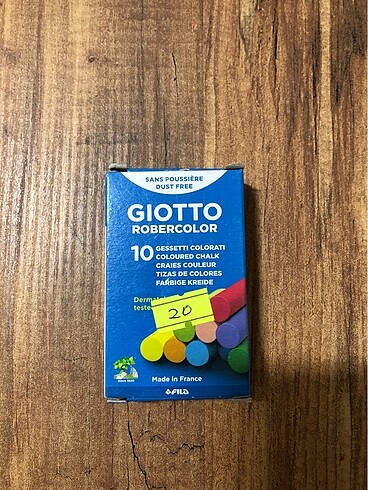 SANS POUSSIÈRE
DUST FREE
GIOTTO
ROBERCOLOR
10 GESSETTI COLORATI
COLOURED CHALK
CRAIES COULEUR
TIZAS DE COLORES
FARBIGE KREIDE
20
Made in France
FILA